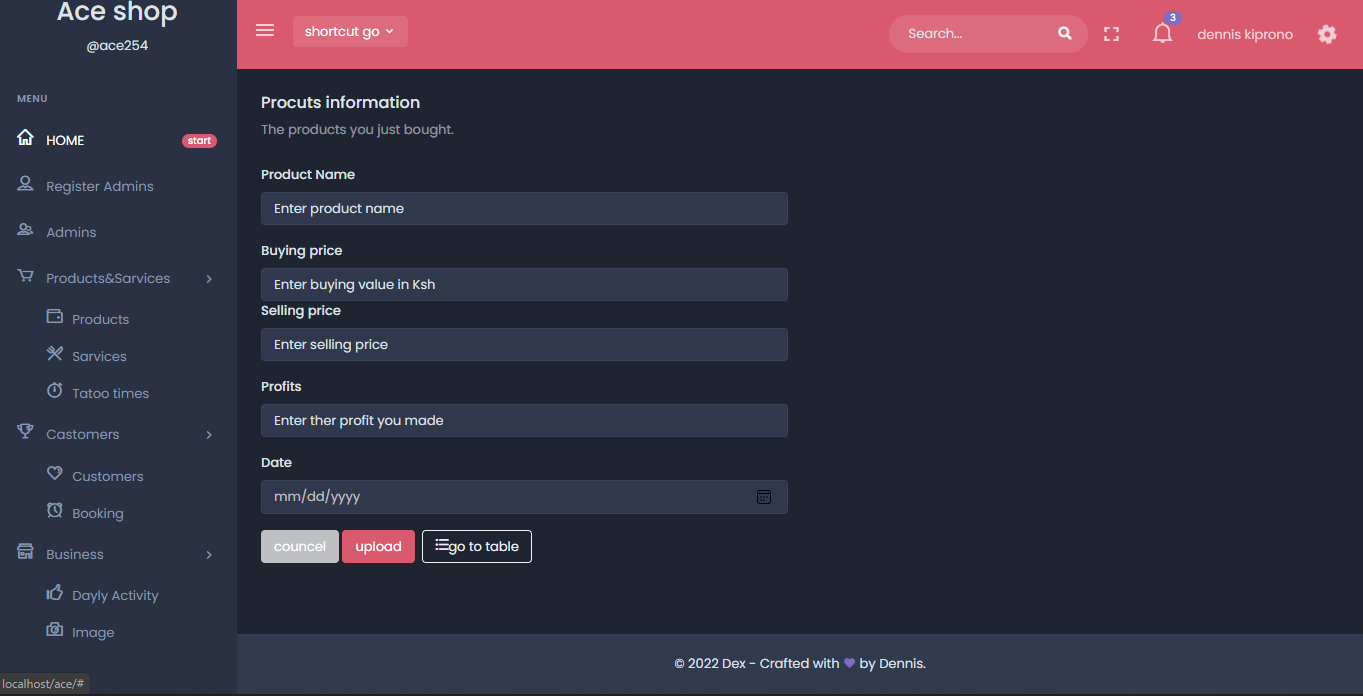 Ace shop
@ace254
MENU
HOME start
Register Admins
Admins
Products&Sarvices
Products
Sarvices
Tatoo times
Castomers
Customers
Booking
Business
Dayly Activity
Image
localhost/ace/#
shortcut go
Search...
3
dennis kiprono
Procuts information
The products you just bought.
Product Name
Enter product name
Buying price
Enter buying value in Ksh
Selling price
Enter selling price
Profits
Enter ther profit you made
Date
mm/dd/yyyy
councel upload go to table
© 2022 Dex - Crafted with by Dennis.